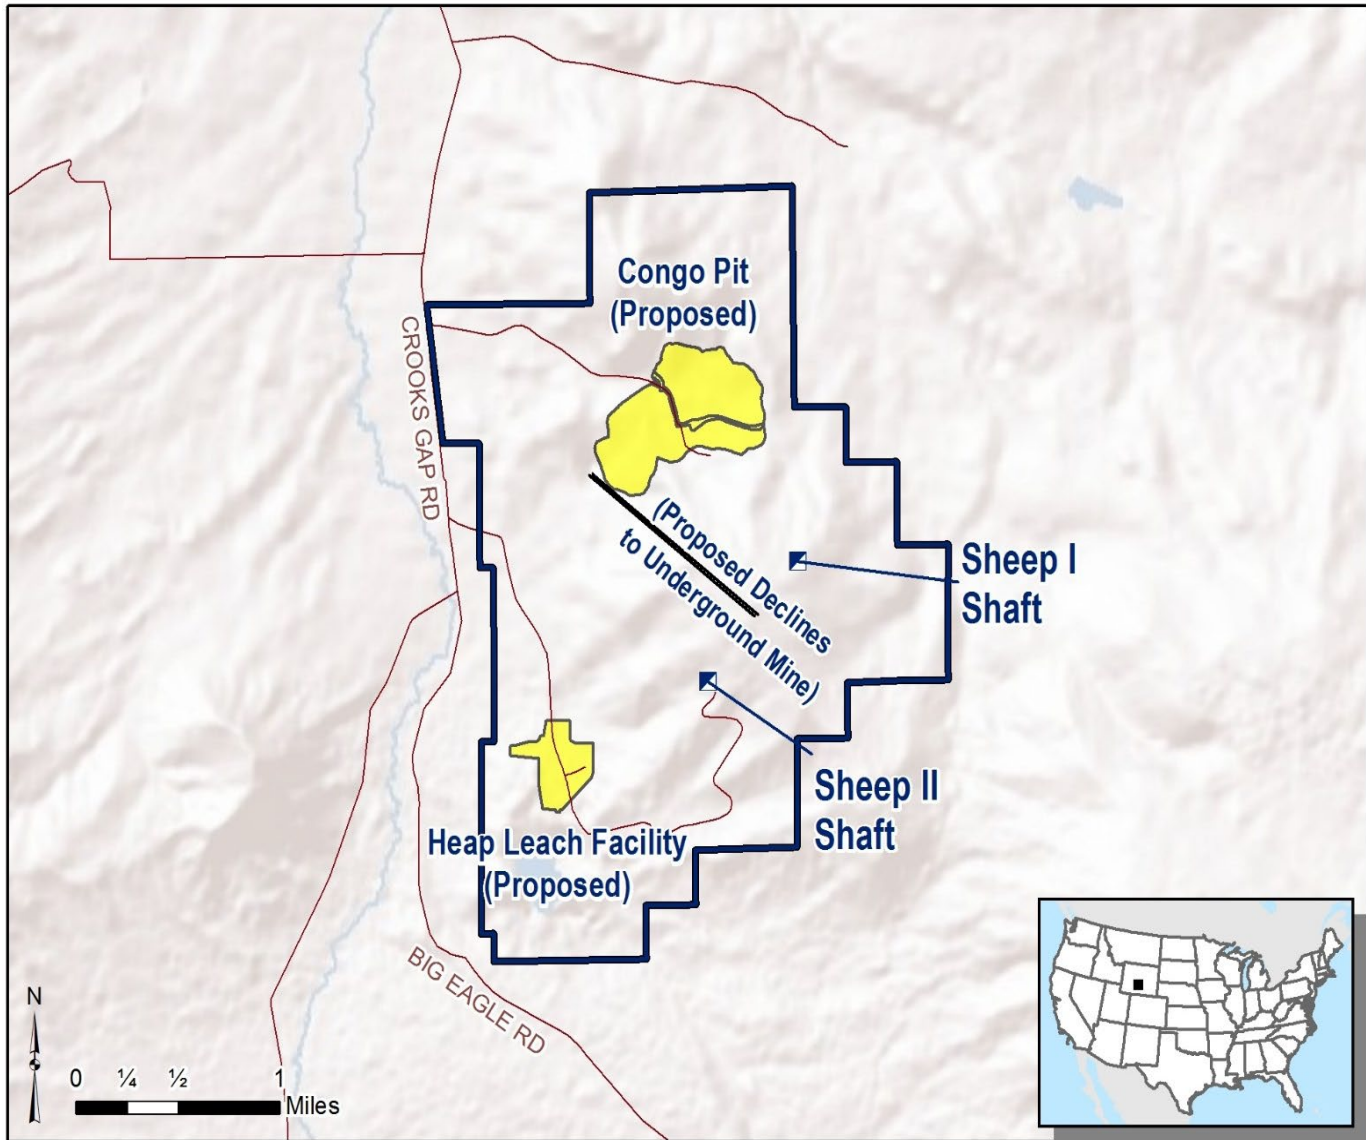 Congo Pit
(Proposed)
CROOKS GAP RD
(Proposed Declines
to Underground Mine)
Sheep I
Shaft
Sheep II
Shaft
Heap Leach Facility
(Proposed)
BIG EAGLE RD
N
0 ¼ ½ 1
Miles